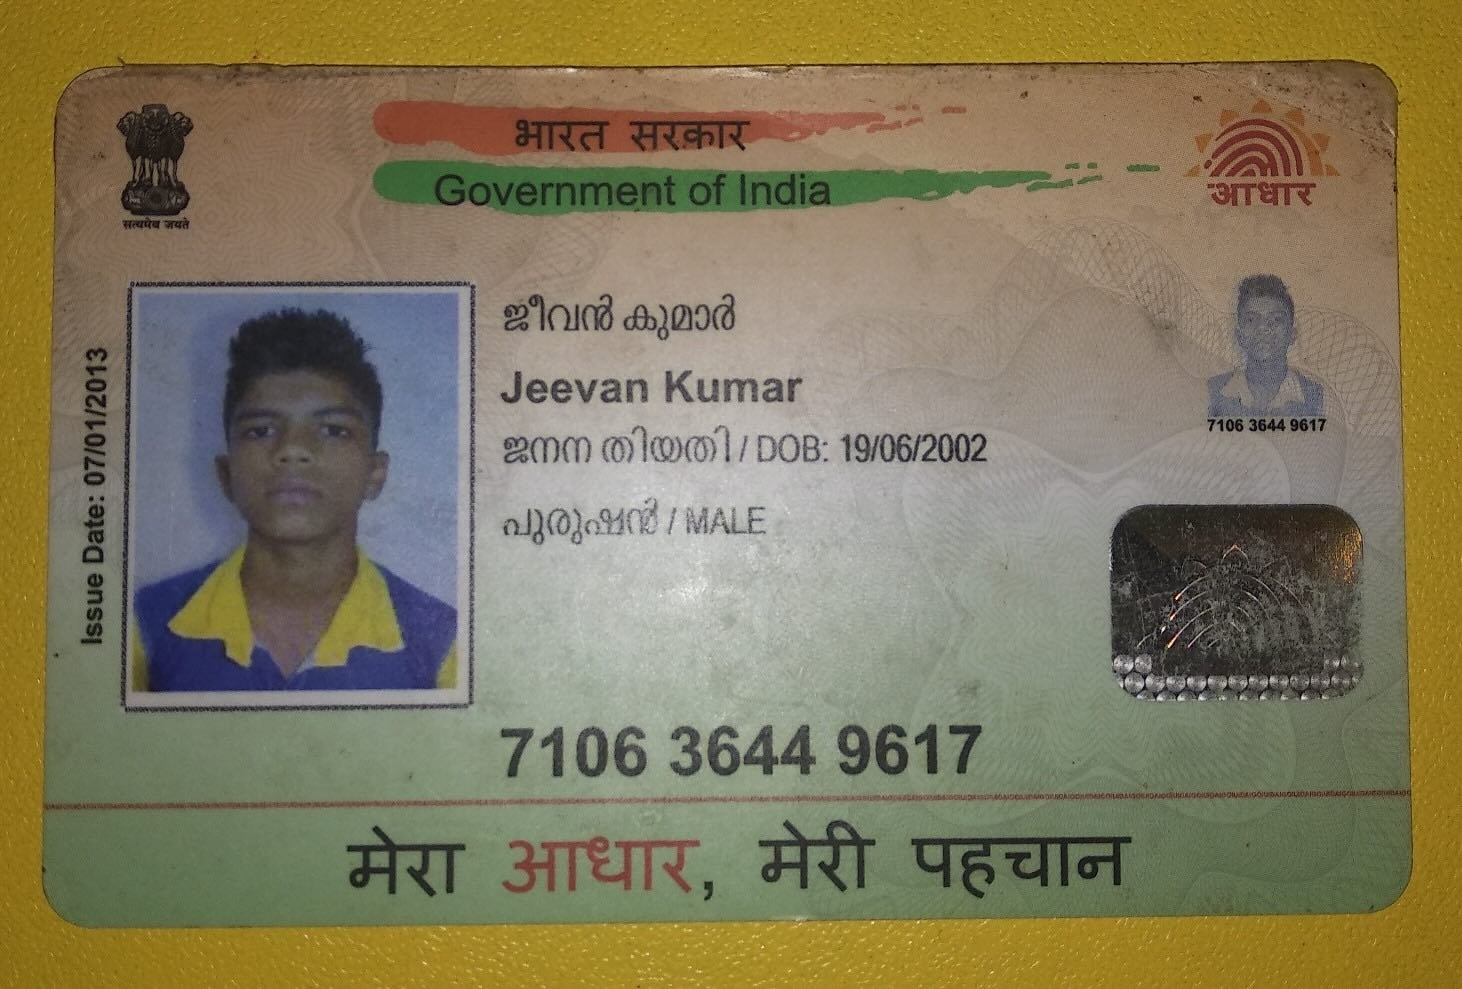 भारत सरकार
Government of India
सत्यमेव जयते
आधार
Issue Date: 07/01/2013
ജീവൻ കുമാർ
Jeevan Kumar
ജനന തിയതി / DOB: 19/06/2002
പുരുഷൻ / MALE
7106 3644 9617
7106 3644 9617
मेरा आधार, मेरी पहचान